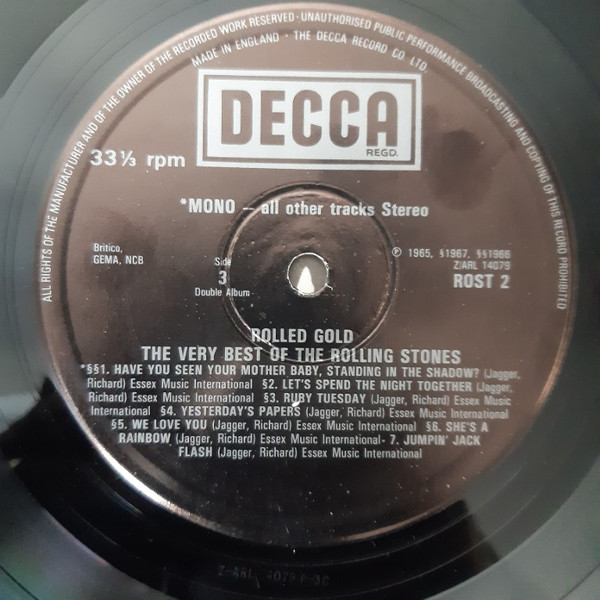 ALL RIGHTS OF THE MANUFACTURER AND OF THE OWNER OF THE RECORDED WORK RESERVED · UNAUTHORISED PUBLIC PERFORMANCE BROADCASTING AND COPYING OF THIS RECORD PROHIBITED
MADE IN ENGLAND · THE DECCA RECORD CO. LTD.
DECCA
REGD.
33⅓ rpm
*MONO – all other tracks Stereo
Britico,
GEMA, NCB
Side
3
Double Album
℗ 1965, §1967, §§1966
ZARL 14079
ROST 2
ROLLED GOLD
THE VERY BEST OF THE ROLLING STONES
*§§1. HAVE YOU SEEN YOUR MOTHER BABY, STANDING IN THE SHADOW? (Jagger,
Richard) Essex Music International §2. LET'S SPEND THE NIGHT TOGETHER (Jagger,
Richard) Essex Music International §3. RUBY TUESDAY (Jagger, Richard) Essex Music
International §4. YESTERDAY'S PAPERS (Jagger, Richard) Essex Music International
§5. WE LOVE YOU (Jagger, Richard) Essex Music International §6. SHE'S A
RAINBOW (Jagger, Richard) Essex Music International· 7. JUMPIN' JACK
FLASH (Jagger, Richard) Essex Music International